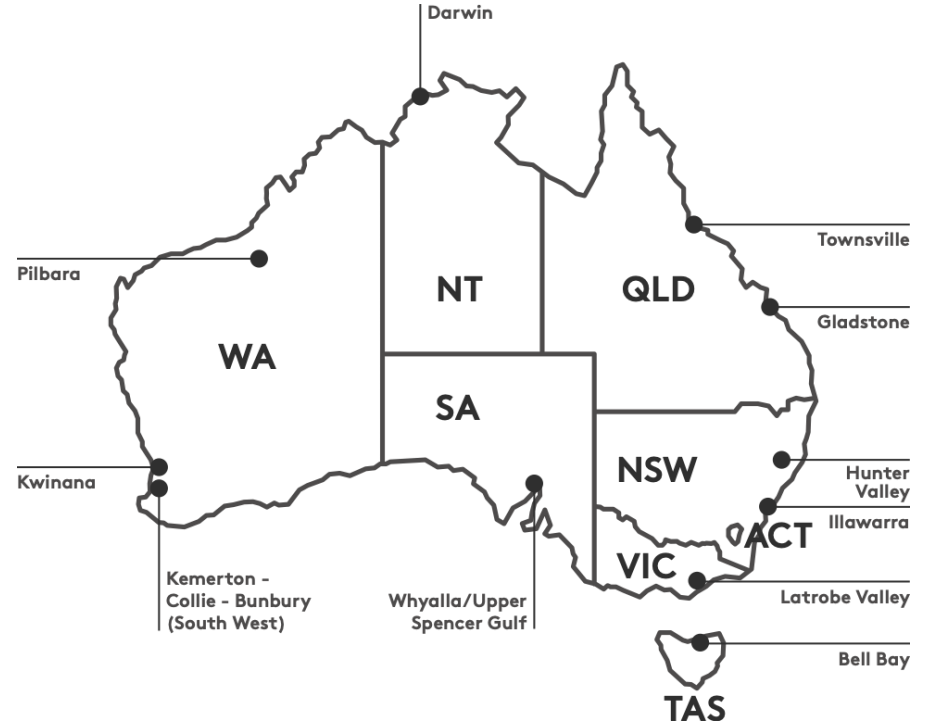 Darwin
Townsville
Pilbara
NT
QLD
Gladstone
WA
SA
NSW
Kwinana
Hunter
Valley
Illawarra
ACT
VIC
Kemerton -
Collie - Bunbury
(South West)
Whyalla/Upper
Spencer Gulf
Latrobe Valley
Bell Bay
TAS